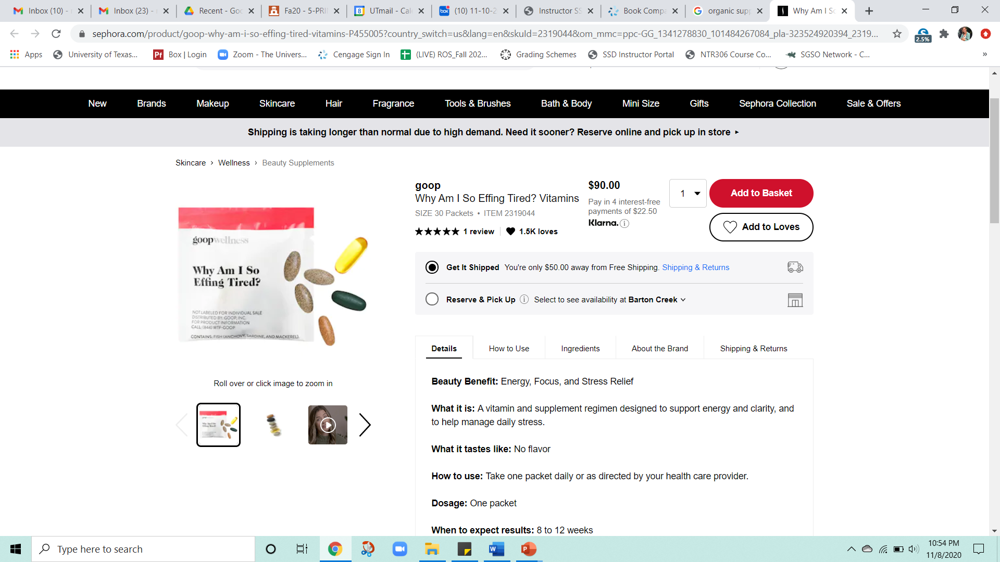 Inbox (10) -
Inbox (23) -
Recent - Goo
Fa20 - 5-PRI
UTmail - Cal
(10) 11-10-2
Instructor SS
Book Compa
organic supp
Why Am I So
sephora.com/product/goop-why-am-i-so-effing-tired-vitamins-P455005?country_switch=us&lang=en&skuId=2319044&om_mmc=ppc-GG_1341278830_101484267084_pla-323524920394_2319...
2.5%
Apps
University of Texas...
Box | Login
Zoom - The Univers...
Cengage Sign In
(LIVE) ROS_Fall 202...
Grading Schemes
SSD Instructor Portal
NTR306 Course Co...
SGSO Network - C...
»
New Brands Makeup Skincare Hair Fragrance Tools & Brushes Bath & Body Mini Size Gifts Sephora Collection Sale & Offers
Shipping is taking longer than normal due to high demand. Need it sooner? Reserve online and pick up in store ▸
Skincare › Wellness › Beauty Supplements
goopwellness
Why Am I So
Effing Tired?
NOT LABELED FOR INDIVIDUAL SALE
DISTRIBUTED BY: GOOP, INC.
FOR PRODUCT INFORMATION
CALL: (844) WTF-GOOP
CONTAINS: FISH (ANCHOVY, SARDINE, AND MACKEREL).
Roll over or click image to zoom in
goop
Why Am I So Effing Tired? Vitamins
SIZE 30 Packets • ITEM 2319044
1 review
1.5K loves
$90.00
Pay in 4 interest-free
payments of $22.50
Klarna.
1
Add to Basket
Add to Loves
Get It Shipped You're only $50.00 away from Free Shipping. Shipping & Returns
Reserve & Pick Up Select to see availability at Barton Creek
Details How to Use Ingredients About the Brand Shipping & Returns
Beauty Benefit: Energy, Focus, and Stress Relief
What it is: A vitamin and supplement regimen designed to support energy and clarity, and
to help manage daily stress.
What it tastes like: No flavor
How to use: Take one packet daily or as directed by your health care provider.
Dosage: One packet
When to expect results: 8 to 12 weeks
Type here to search
10:54 PM
11/8/2020